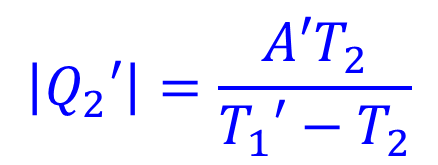 |Q₂′| = A′T₂ / (T₁′ − T₂)